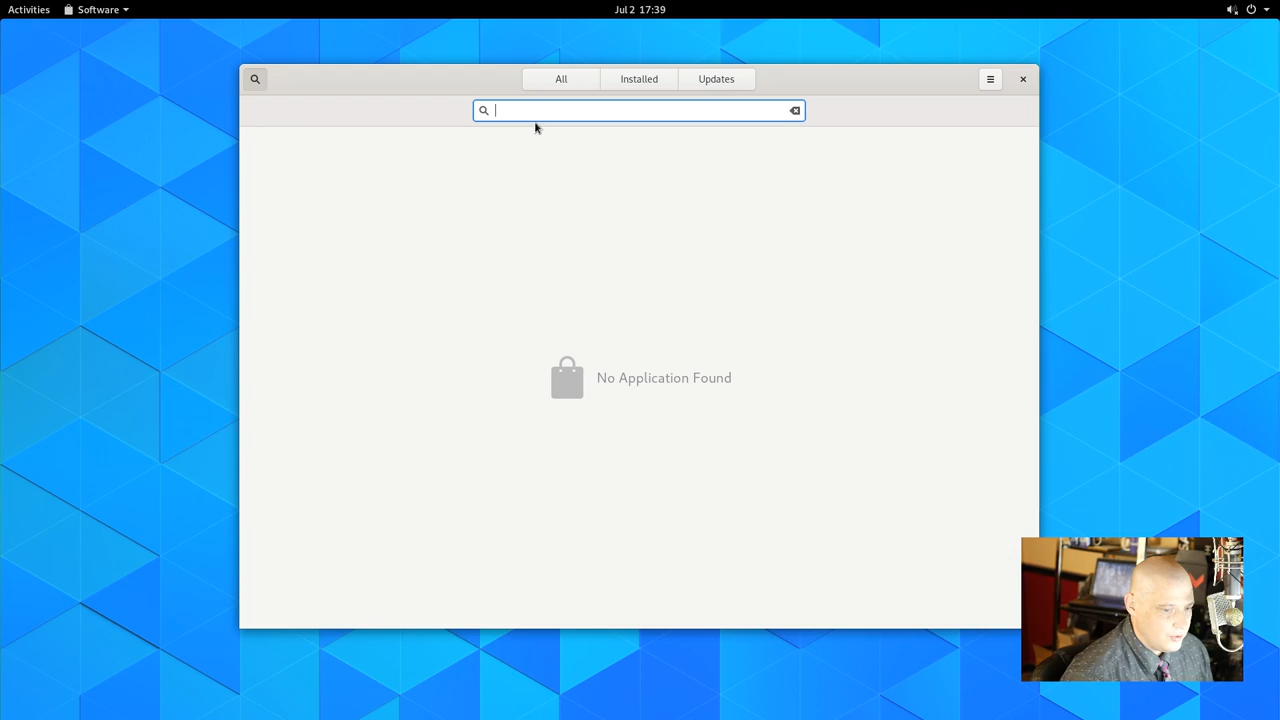 Activities
Software
Jul 2 17:39
All
Installed
Updates
No Application Found